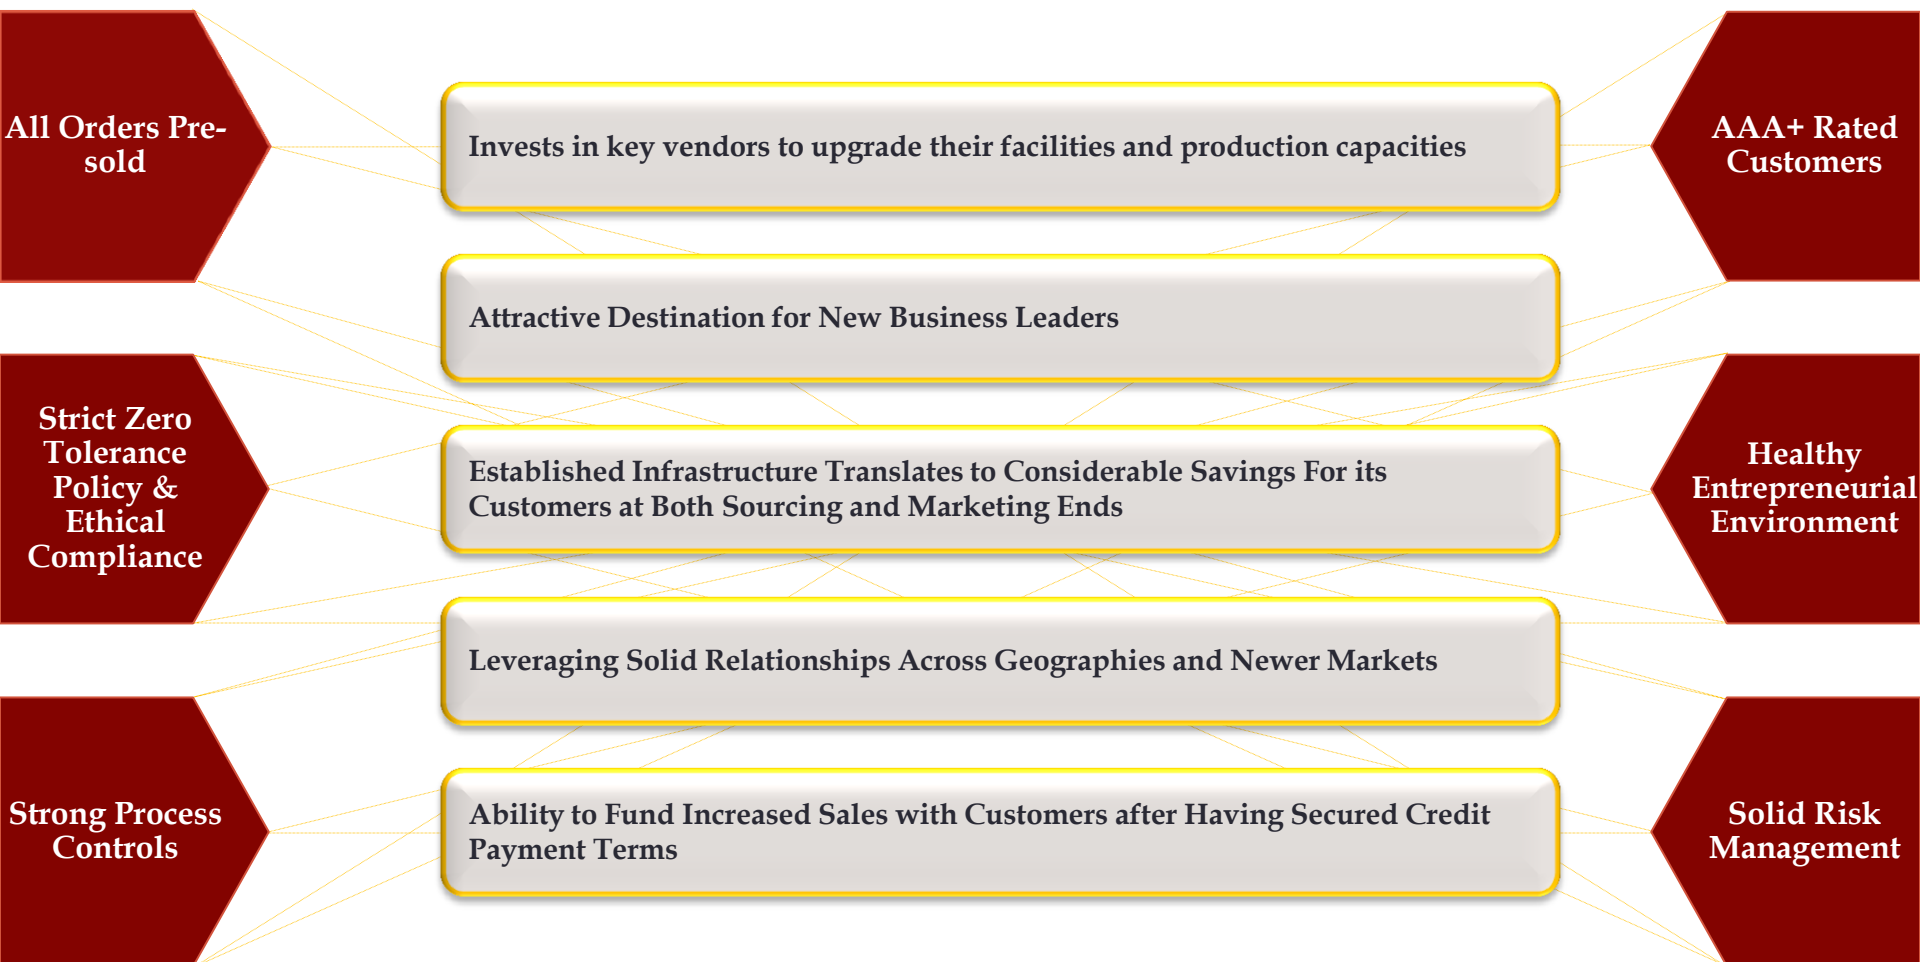 All Orders Pre-
sold
Strict Zero
Tolerance
Policy &
Ethical
Compliance
Strong Process
Controls
Invests in key vendors to upgrade their facilities and production capacities
Attractive Destination for New Business Leaders
Established Infrastructure Translates to Considerable Savings For its
Customers at Both Sourcing and Marketing Ends
Leveraging Solid Relationships Across Geographies and Newer Markets
Ability to Fund Increased Sales with Customers after Having Secured Credit
Payment Terms
AAA+ Rated
Customers
Healthy
Entrepreneurial
Environment
Solid Risk
Management